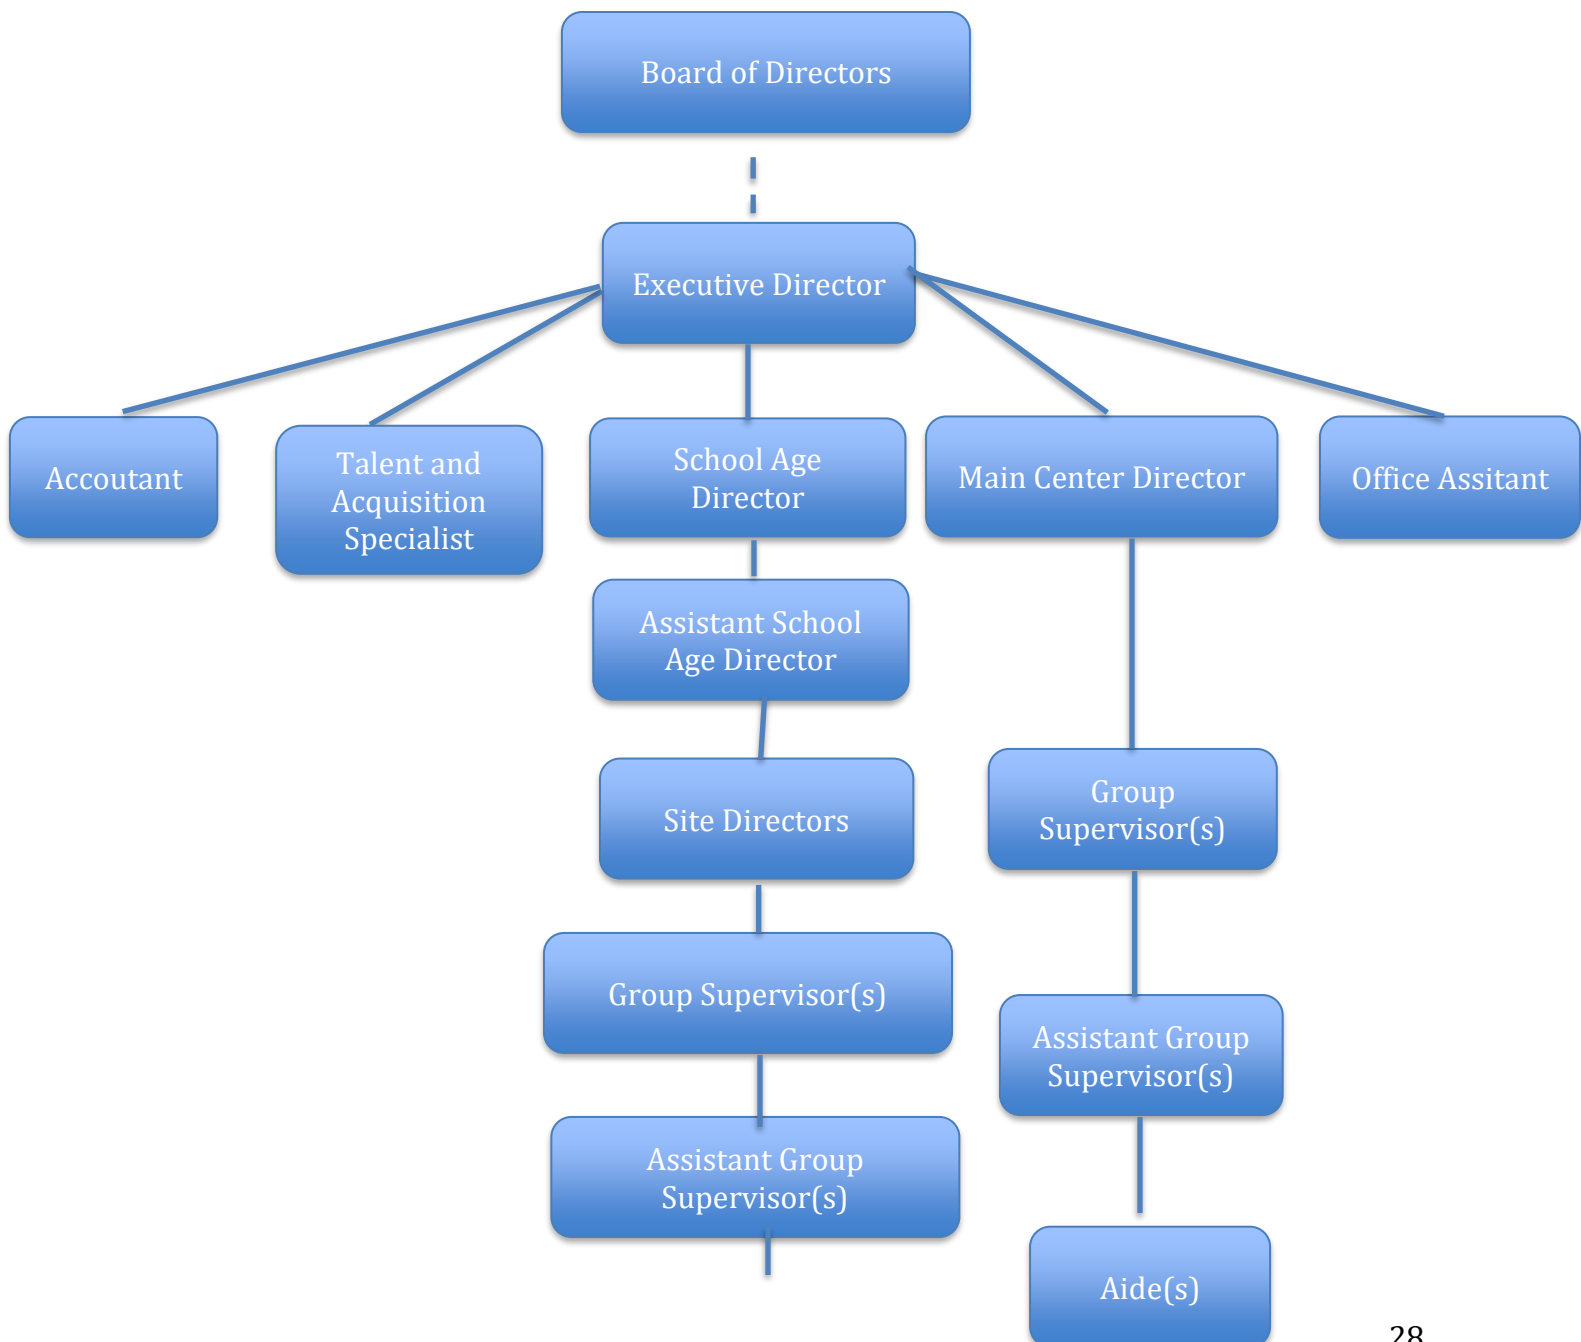 Board of Directors
Executive Director
Accoutant
Talent and
Acquisition
Specialist
School Age
Director
Main Center Director
Office Assitant
Assistant School
Age Director
Site Directors
Group
Supervisor(s)
Group Supervisor(s)
Assistant Group
Supervisor(s)
Assistant Group
Supervisor(s)
Aide(s)
28